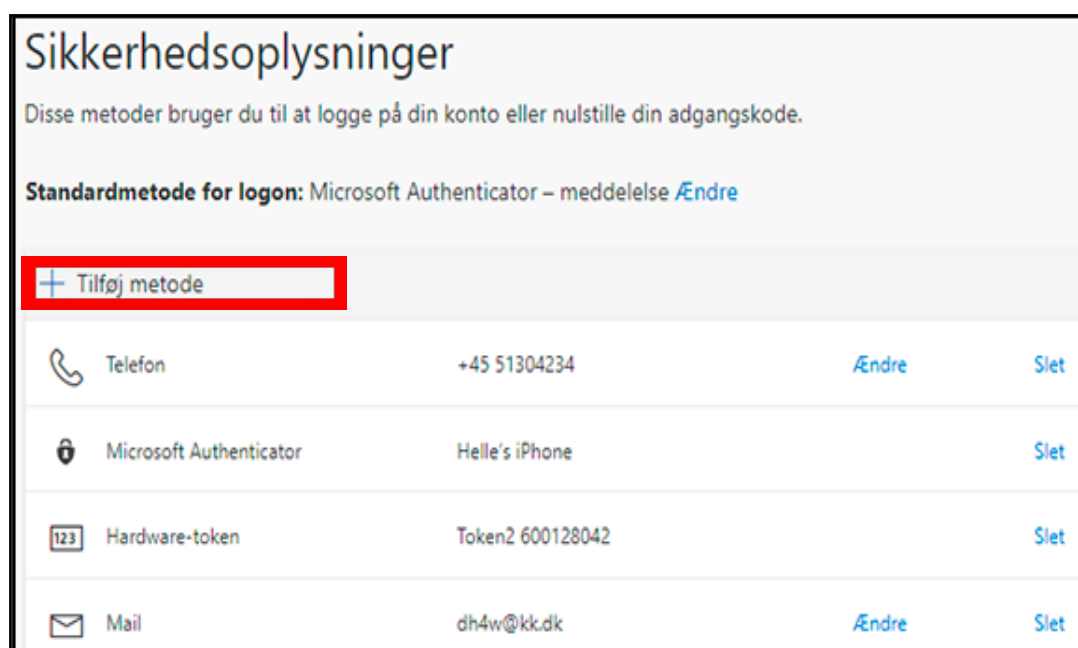 Sikkerhedsoplysninger
Disse metoder bruger du til at logge på din konto eller nulstille din adgangskode.
Standardmetode for logon: Microsoft Authenticator – meddelelse Ændre
+ Tilføj metode
Telefon +45 51304234 Ændre Slet
Microsoft Authenticator Helle's iPhone Slet
123 Hardware-token Token2 600128042 Slet
Mail dh4w@kk.dk Ændre Slet